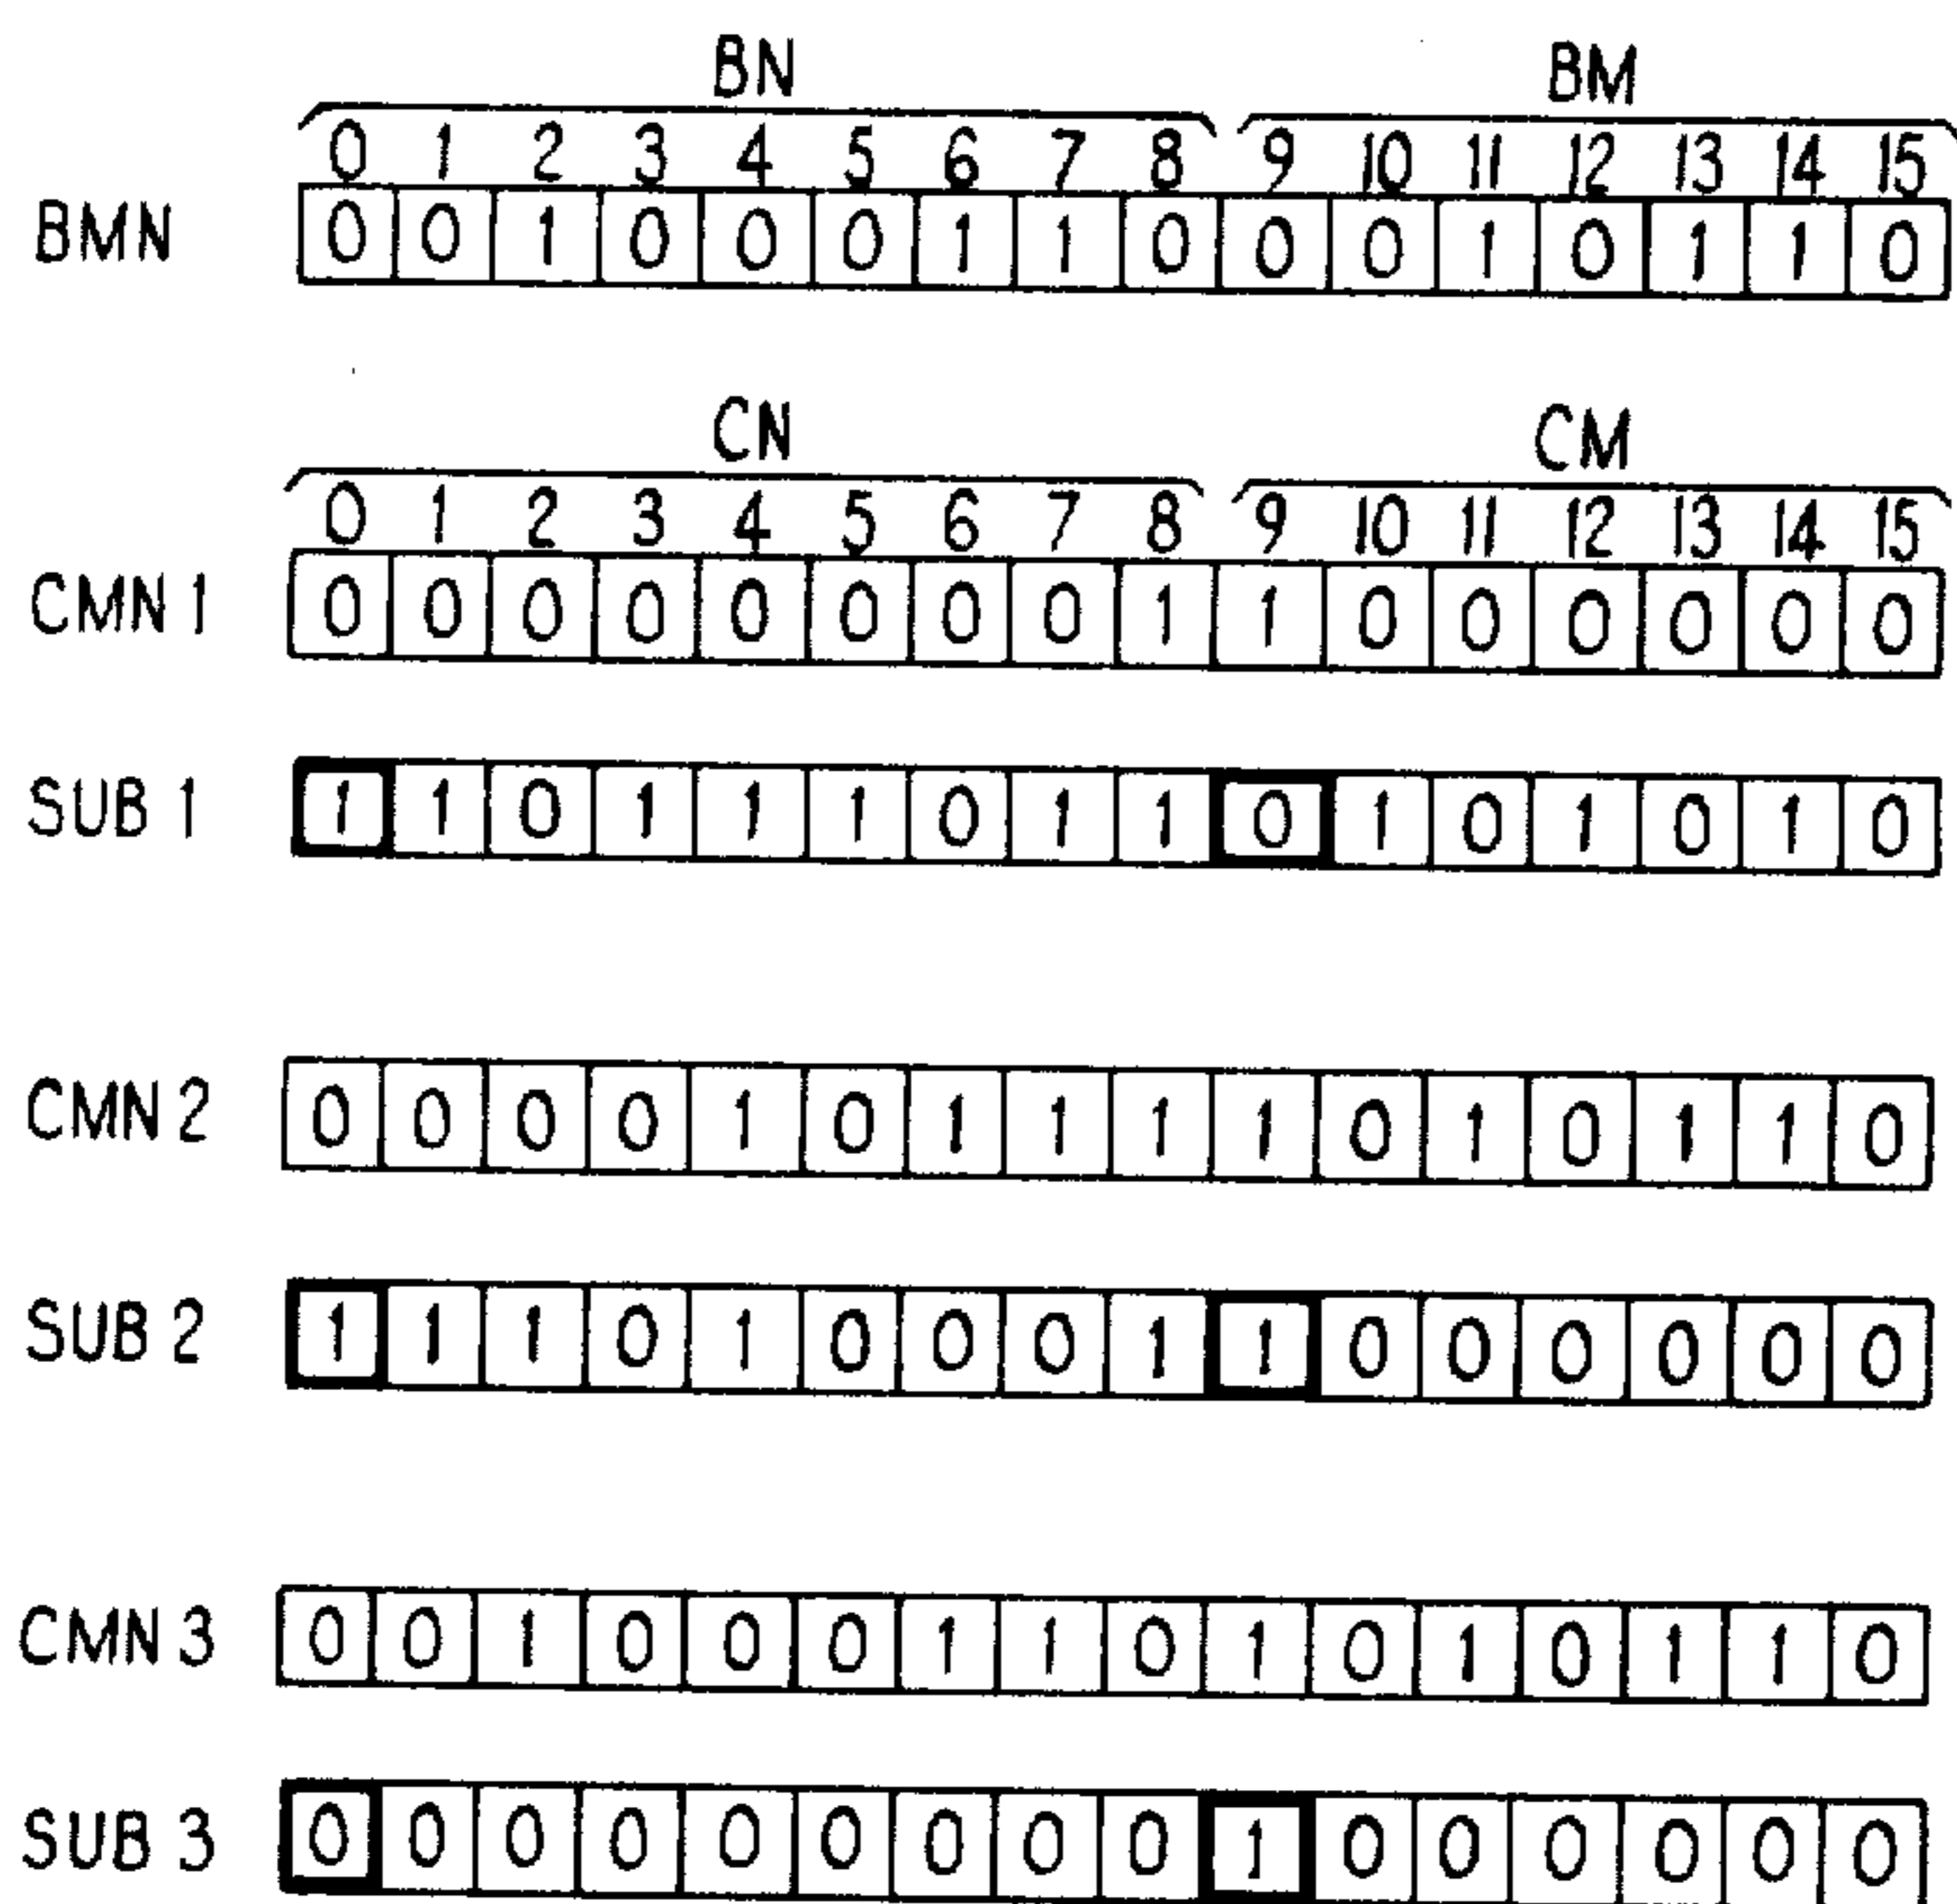 BN BM
0 1 2 3 4 5 6 7 8 9 10 11 12 13 14 15
BMN 0 0 1 0 0 0 1 1 0 0 0 1 0 1 1 0
CN CM
0 1 2 3 4 5 6 7 8 9 10 11 12 13 14 15
CMN 1 0 0 0 0 0 0 0 0 1 1 0 0 0 0 0 0
SUB 1 1 1 0 1 1 1 0 1 1 0 1 0 1 0 1 0
CMN 2 0 0 0 0 1 0 1 1 1 1 0 1 0 1 1 0
SUB 2 1 1 1 0 1 0 0 0 1 1 0 0 0 0 0 0
CMN 3 0 0 1 0 0 0 1 1 0 1 0 1 0 1 1 0
SUB 3 0 0 0 0 0 0 0 0 0 1 0 0 0 0 0 0